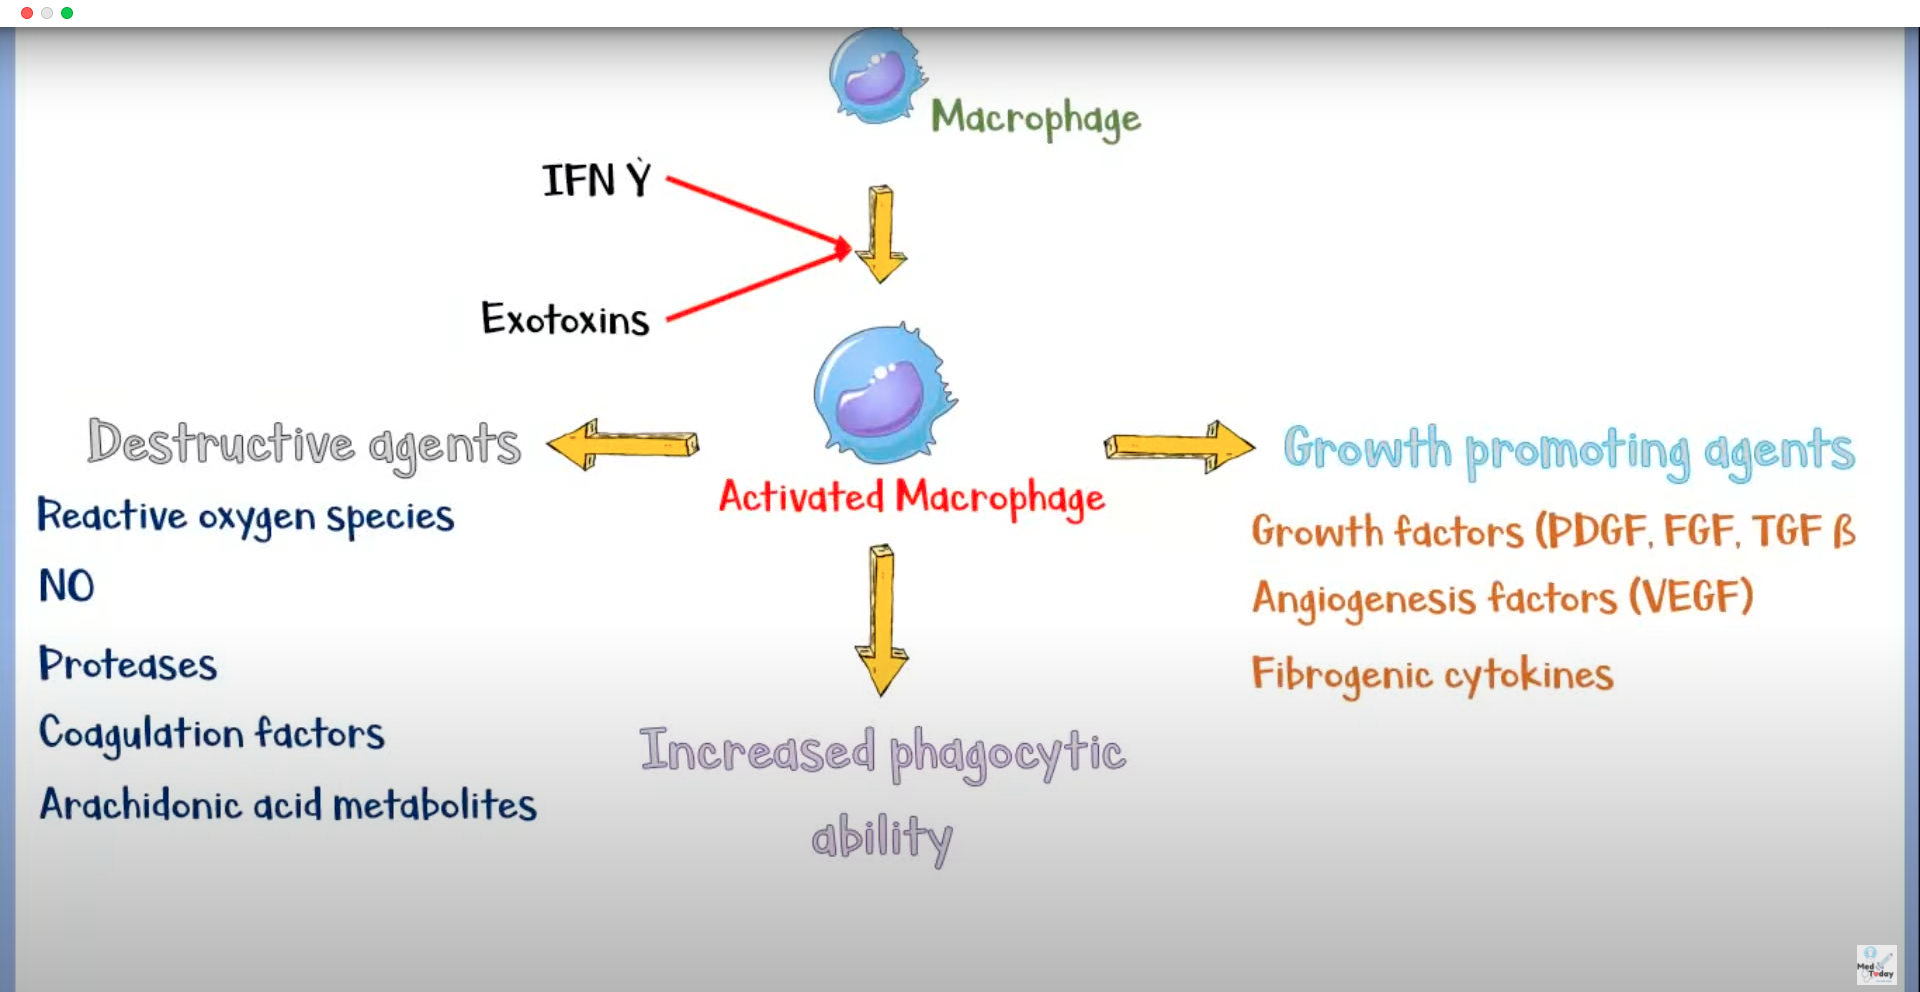 Macrophage
IFN Ẏ
Exotoxins
Destructive agents
Growth promoting agents
Reactive oxygen species
Activated Macrophage
Growth factors (PDGF, FGF, TGF ß
NO
Angiogenesis factors (VEGF)
Proteases
Fibrogenic cytokines
Coagulation factors
Increased phagocytic
Arachidonic acid metabolites
ability
Med
Today